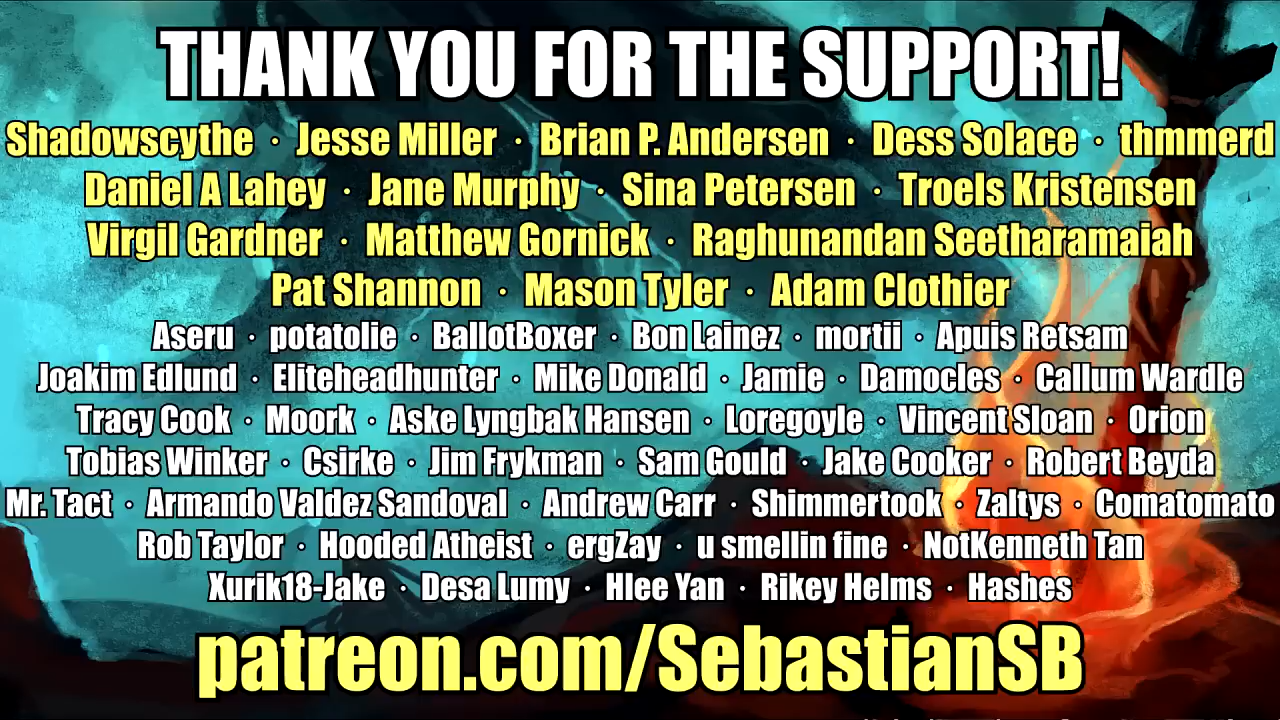 THANK YOU FOR THE SUPPORT!
Shadowscythe · Jesse Miller · Brian P. Andersen · Dess Solace · thmmerd
Daniel A Lahey · Jane Murphy · Sina Petersen · Troels Kristensen
Virgil Gardner · Matthew Gornick · Raghunandan Seetharamaiah
Pat Shannon · Mason Tyler · Adam Clothier
Aseru · potatolie · BallotBoxer · Bon Lainez · mortii · Apuis Retsam
Joakim Edlund · Eliteheadhunter · Mike Donald · Jamie · Damocles · Callum Wardle
Tracy Cook · Moork · Aske Lyngbak Hansen · Loregoyle · Vincent Sloan · Orion
Tobias Winker · Csirke · Jim Frykman · Sam Gould · Jake Cooker · Robert Beyda
Mr. Tact · Armando Valdez Sandoval · Andrew Carr · Shimmertook · Zaltys · Comatomato
Rob Taylor · Hooded Atheist · ergZay · u smellin fine · NotKenneth Tan
Xurik18-Jake · Desa Lumy · Hlee Yan · Rikey Helms · Hashes
patreon.com/SebastianSB